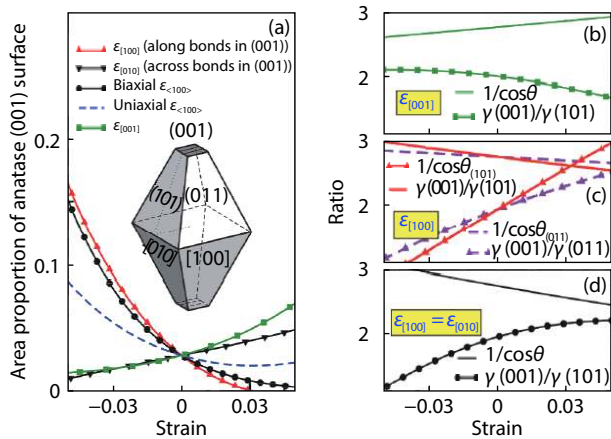 (a)
ε[100] (along bonds in (001))
ε[010] (across bonds in (001))
Biaxial ε<100>
Uniaxial ε<100>
ε[001]
(001)
(101)
(011)
[010]
[100]
Area proportion of anatase (001) surface
0.2
0.1
0
−0.03
0
0.03
Strain
(b)
3
2
ε[001]
1/cosθ
γ(001)/γ(101)
(c)
3
2
Ratio
1/cosθ(101)
γ(001)/γ(101)
ε[100]
1/cosθ(011)
γ(001)/γ(011)
(d)
3
2
ε[100] = ε[010]
1/cosθ
γ(001)/γ(101)
−0.03
0
0.03
Strain